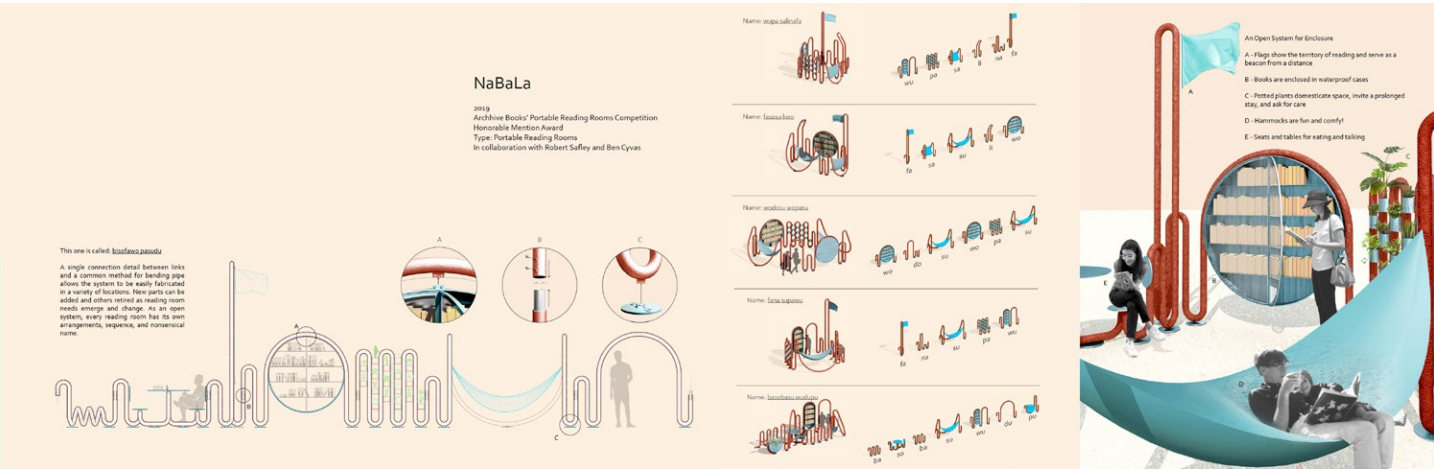 NaBaLa
2019
Archhive Books' Portable Reading Rooms Competition
Honorable Mention Award
Type: Portable Reading Rooms
In collaboration with Robert Safley and Ben Cyvas
This one is called: bisofawo pasudu
A single connection detail between links
and a common method for bending pipe
allows the system to be easily fabricated
in a variety of locations. New parts can be
added and others retired as reading room
needs emerge and change. As an open
system, every reading room has its own
arrangements, sequence, and nonsensical
name.
A
B
C
A
B
C
Name: wupa salinafa
wu
pa
sa
li
na
fa
Name: fasasuliwo
fa
sa
su
li
wo
Name: wodosu wopasu
wo
do
su
wo
pa
su
Name: fana supawu
fa
na
su
pa
wu
Name:
ba
so
ba
su
wu
du
pu
An Open System for Enclosure
A - Flags show the territory of reading and serve as a
beacon from a distance
B - Books are enclosed in waterproof cases
C - Potted plants domesticate space, invite a prolonged
stay, and ask for care
D - Hammocks are fun and comfy!
E - Seats and tables for eating and talking
A
C
E
B
D